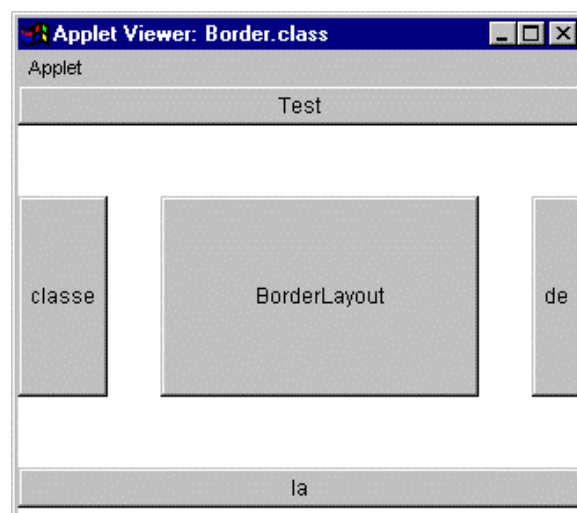 Applet Viewer: Border.class
Applet
Test
classe
BorderLayout
de
la